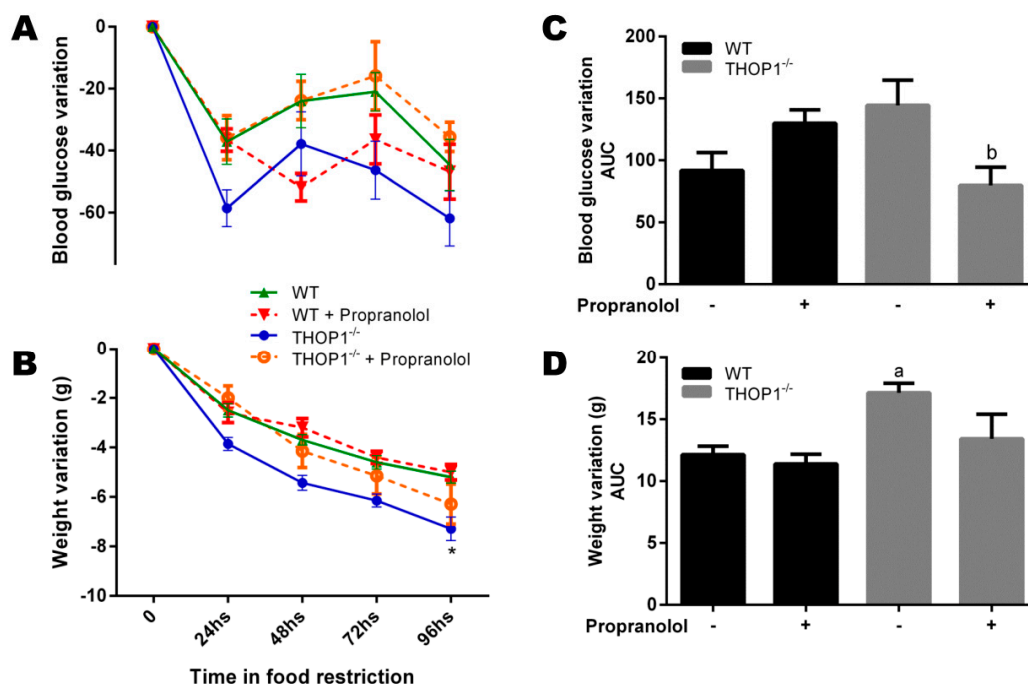 A
Blood glucose variation
0
-20
-40
-60
WT
WT + Propranolol
THOP1-/-
THOP1-/- + Propranolol
B
Weight variation (g)
0
-2
-4
-6
-8
-10
*
0
24hs
48hs
72hs
96hs
Time in food restriction
C
Blood glucose variation
AUC
200
150
100
50
0
WT
THOP1-/-
b
Propranolol - + - +
D
Weight variation (g)
AUC
20
15
10
5
0
WT
THOP1-/-
a
Propranolol - + - +